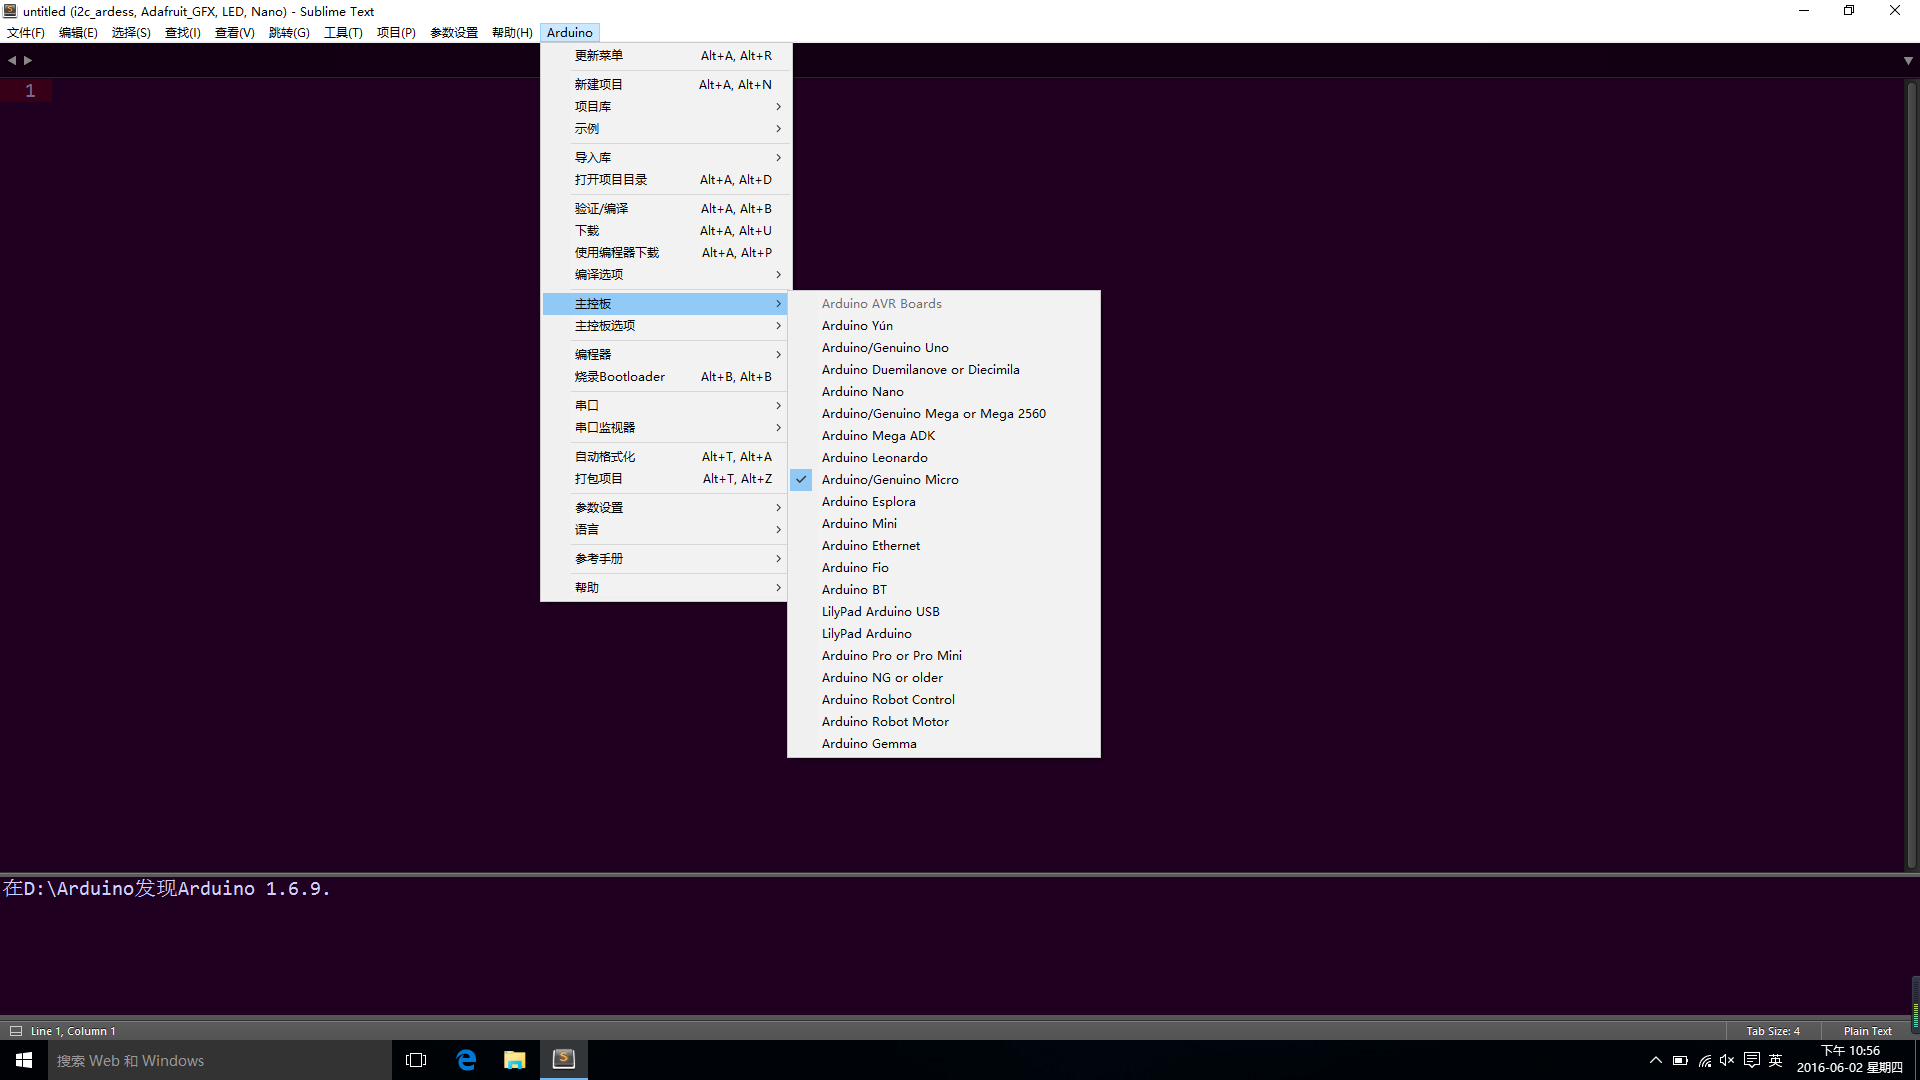 untitled (i2c_ardess, Adafruit_GFX, LED, Nano) - Sublime Text
文件(F) 编辑(E) 选择(S) 查找(I) 查看(V) 跳转(G) 工具(T) 项目(P) 参数设置 帮助(H) Arduino
1
更新菜单 Alt+A, Alt+R
新建项目 Alt+A, Alt+N
项目库
示例
导入库
打开项目目录 Alt+A, Alt+D
验证/编译 Alt+A, Alt+B
下载 Alt+A, Alt+U
使用编程器下载 Alt+A, Alt+P
编译选项
主控板
主控板选项
编程器
烧录Bootloader Alt+B, Alt+B
串口
串口监视器
自动格式化 Alt+T, Alt+A
打包项目 Alt+T, Alt+Z
参数设置
语言
参考手册
帮助
Arduino AVR Boards
Arduino Yún
Arduino/Genuino Uno
Arduino Duemilanove or Diecimila
Arduino Nano
Arduino/Genuino Mega or Mega 2560
Arduino Mega ADK
Arduino Leonardo
Arduino/Genuino Micro
Arduino Esplora
Arduino Mini
Arduino Ethernet
Arduino Fio
Arduino BT
LilyPad Arduino USB
LilyPad Arduino
Arduino Pro or Pro Mini
Arduino NG or older
Arduino Robot Control
Arduino Robot Motor
Arduino Gemma
在D:\Arduino发现Arduino 1.6.9.
Line 1, Column 1 Tab Size: 4 Plain Text
搜索 Web 和 Windows
英
下午 10:56
2016-06-02 星期四